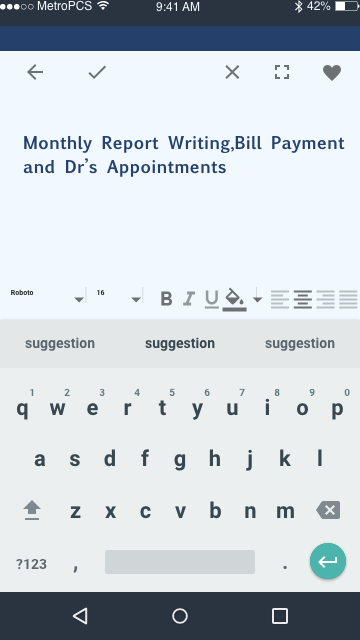 MetroPCS 9:41 AM 42%
Monthly Report Writing,Bill Payment
and Dr's Appointments
Roboto 16 B I U
suggestion suggestion suggestion
1 2 3 4 5 6 7 8 9 0
q w e r t y u i o p
a s d f g h j k l
z x c v b n m
?123 , .